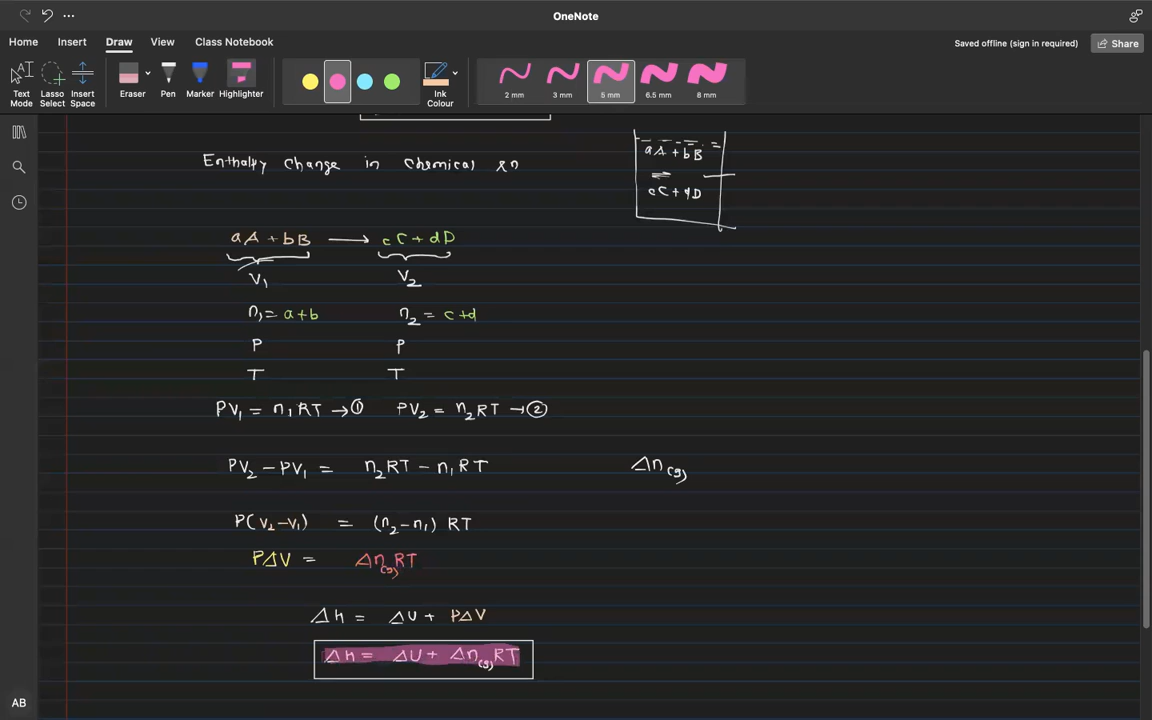 OneNote
Home Insert Draw View Class Notebook
Saved offline (sign in required) Share
Text Mode
Lasso Select
Insert Space
Eraser
Pen
Marker
Highlighter
Ink Colour
2 mm 3 mm 5 mm 6.5 mm 8 mm
Enthalpy change in chemical rn
aA + bB =
⇌
cC + dD
aA + bB ⟶ cC + dD
V₁ V₂
n₁ = a+b n₂ = c+d
P P
T T
PV₁ = n₁RT → ① PV₂ = n₂RT → ②
PV₂ − PV₁ = n₂RT − n₁RT Δn(g)
P(V₂−V₁) = (n₂−n₁) RT
PΔV = Δn(g)RT
ΔH = ΔU + PΔV
ΔH = ΔU + Δn(g)RT
AB